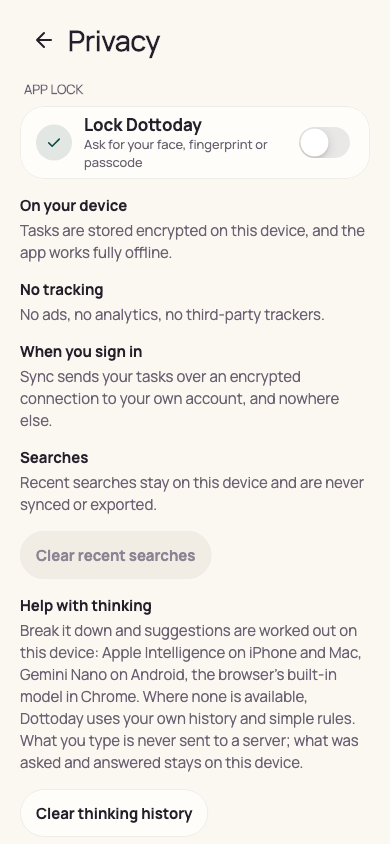 Privacy
APP LOCK
Lock Dottoday
Ask for your face, fingerprint or
passcode
On your device
Tasks are stored encrypted on this device, and the
app works fully offline.
No tracking
No ads, no analytics, no third-party trackers.
When you sign in
Sync sends your tasks over an encrypted
connection to your own account, and nowhere
else.
Searches
Recent searches stay on this device and are never
synced or exported.
Clear recent searches
Help with thinking
Break it down and suggestions are worked out on
this device: Apple Intelligence on iPhone and Mac,
Gemini Nano on Android, the browser's built-in
model in Chrome. Where none is available,
Dottoday uses your own history and simple rules.
What you type is never sent to a server; what was
asked and answered stays on this device.
Clear thinking history